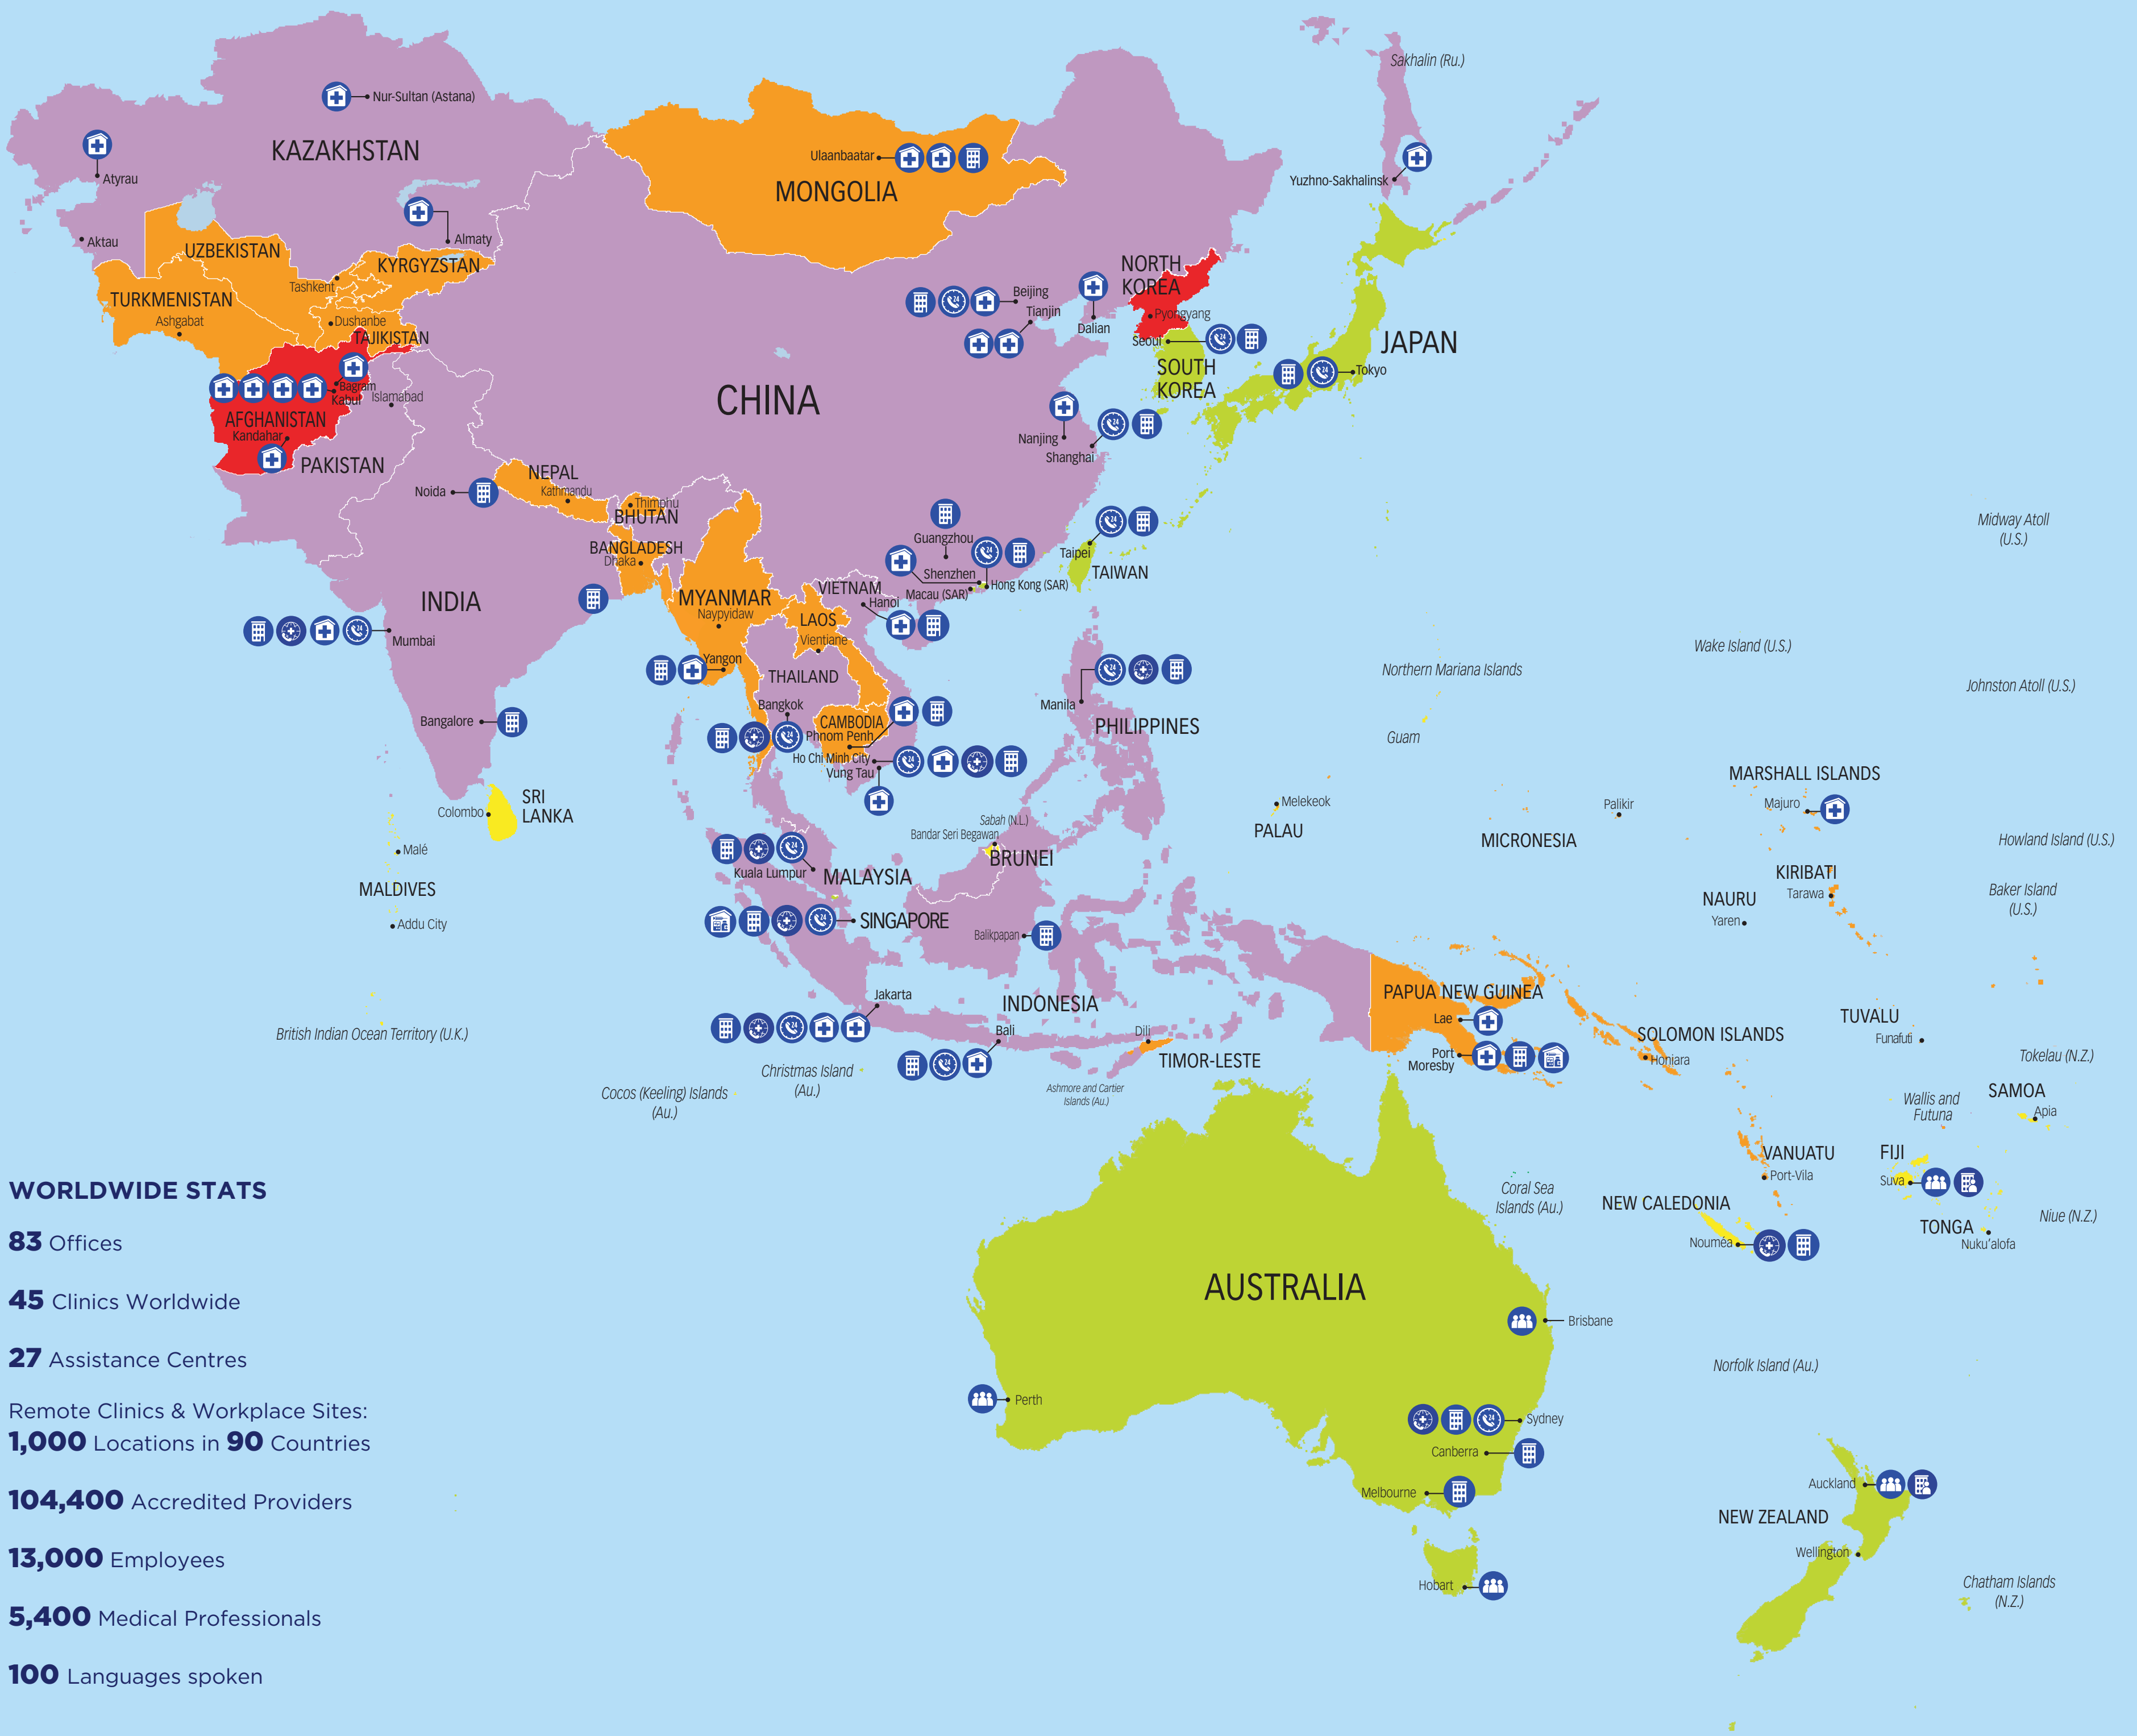 Sakhalin (Ru.)
Nur-Sultan (Astana)
KAZAKHSTAN
Atyrau
Ulaanbaatar
MONGOLIA
Yuzhno-Sakhalinsk
Aktau
Almaty
UZBEKISTAN
KYRGYZSTAN
Tashkent
TURKMENISTAN
Ashgabat
Dushanbe
TAJIKISTAN
NORTH
KOREA
Pyongyang
Beijing
Tianjin
Dalian
Seoul
SOUTH
KOREA
JAPAN
Tokyo
Bagram
Kabul
Islamabad
AFGHANISTAN
Kandahar
PAKISTAN
CHINA
Nanjing
Shanghai
NEPAL
Kathmandu
Noida
Thimphu
BHUTAN
BANGLADESH
Dhaka
Guangzhou
Shenzhen
Hong Kong (SAR)
Macau (SAR)
Taipei
TAIWAN
Midway Atoll
(U.S.)
INDIA
Mumbai
MYANMAR
Naypyidaw
VIETNAM
Hanoi
LAOS
Vientiane
Yangon
THAILAND
Bangkok
CAMBODIA
Phnom Penh
Ho Chi Minh City
Vung Tau
Manila
PHILIPPINES
Northern Mariana Islands
Wake Island (U.S.)
Johnston Atoll (U.S.)
Guam
Bangalore
SRI
LANKA
Colombo
Malé
MALDIVES
Addu City
British Indian Ocean Territory (U.K.)
Sabah (N.L.)
Bandar Seri Begawan
BRUNEI
Kuala Lumpur
MALAYSIA
SINGAPORE
Balikpapan
Melekeok
PALAU
MICRONESIA
Palikir
MARSHALL ISLANDS
Majuro
Howland Island (U.S.)
KIRIBATI
Tarawa
NAURU
Yaren
Baker Island
(U.S.)
Jakarta
INDONESIA
Bali
Dili
TIMOR-LESTE
Christmas Island
(Au.)
Cocos (Keeling) Islands
(Au.)
Ashmore and Cartier
Islands (Au.)
PAPUA NEW GUINEA
Lae
Port
Moresby
SOLOMON ISLANDS
Honiara
TUVALU
Funafuti
Tokelau (N.Z.)
SAMOA
Apia
Wallis and
Futuna
VANUATU
Port-Vila
FIJI
Suva
Coral Sea
Islands (Au.)
NEW CALEDONIA
Nouméa
TONGA
Nuku'alofa
Niue (N.Z.)
AUSTRALIA
Brisbane
Norfolk Island (Au.)
Perth
Sydney
Canberra
Melbourne
Hobart
Auckland
NEW ZEALAND
Wellington
Chatham Islands
(N.Z.)
WORLDWIDE STATS
83 Offices
45 Clinics Worldwide
27 Assistance Centres
Remote Clinics & Workplace Sites:
1,000 Locations in 90 Countries
104,400 Accredited Providers
13,000 Employees
5,400 Medical Professionals
100 Languages spoken